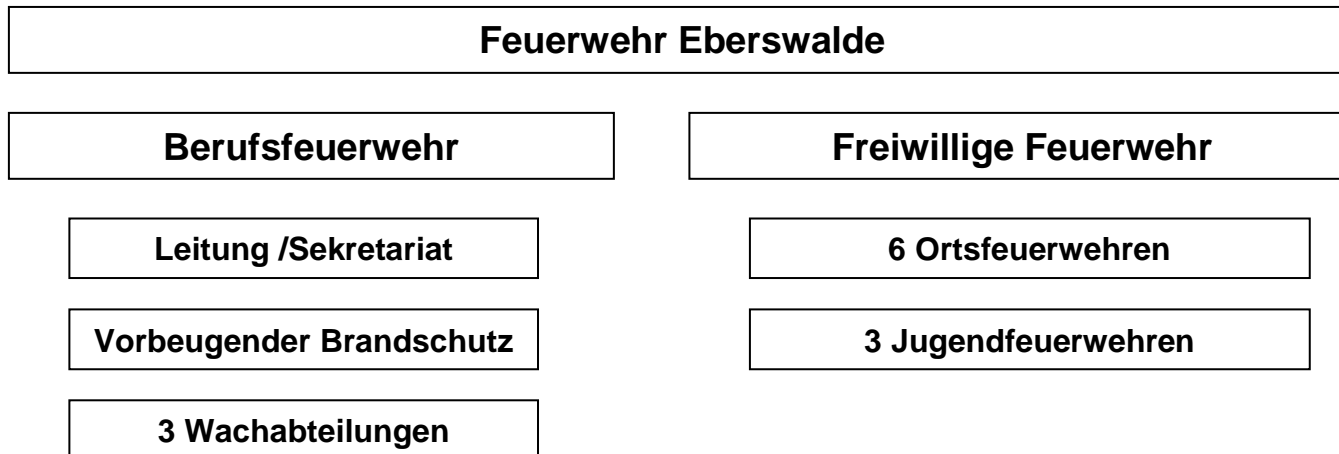 Feuerwehr Eberswalde
Berufsfeuerwehr
Freiwillige Feuerwehr
Leitung /Sekretariat
6 Ortsfeuerwehren
Vorbeugender Brandschutz
3 Jugendfeuerwehren
3 Wachabteilungen